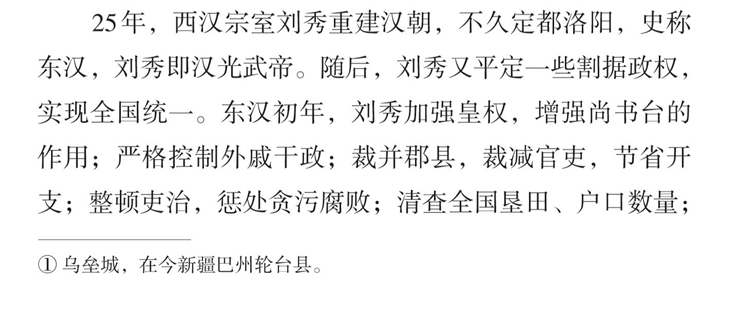 25年，西汉宗室刘秀重建汉朝，不久定都洛阳，史称
东汉，刘秀即汉光武帝。随后，刘秀又平定一些割据政权，
实现全国统一。东汉初年，刘秀加强皇权，增强尚书台的
作用；严格控制外戚干政；裁并郡县，裁减官吏，节省开
支；整顿吏治，惩处贪污腐败；清查全国垦田、户口数量；
① 乌垒城，在今新疆巴州轮台县。